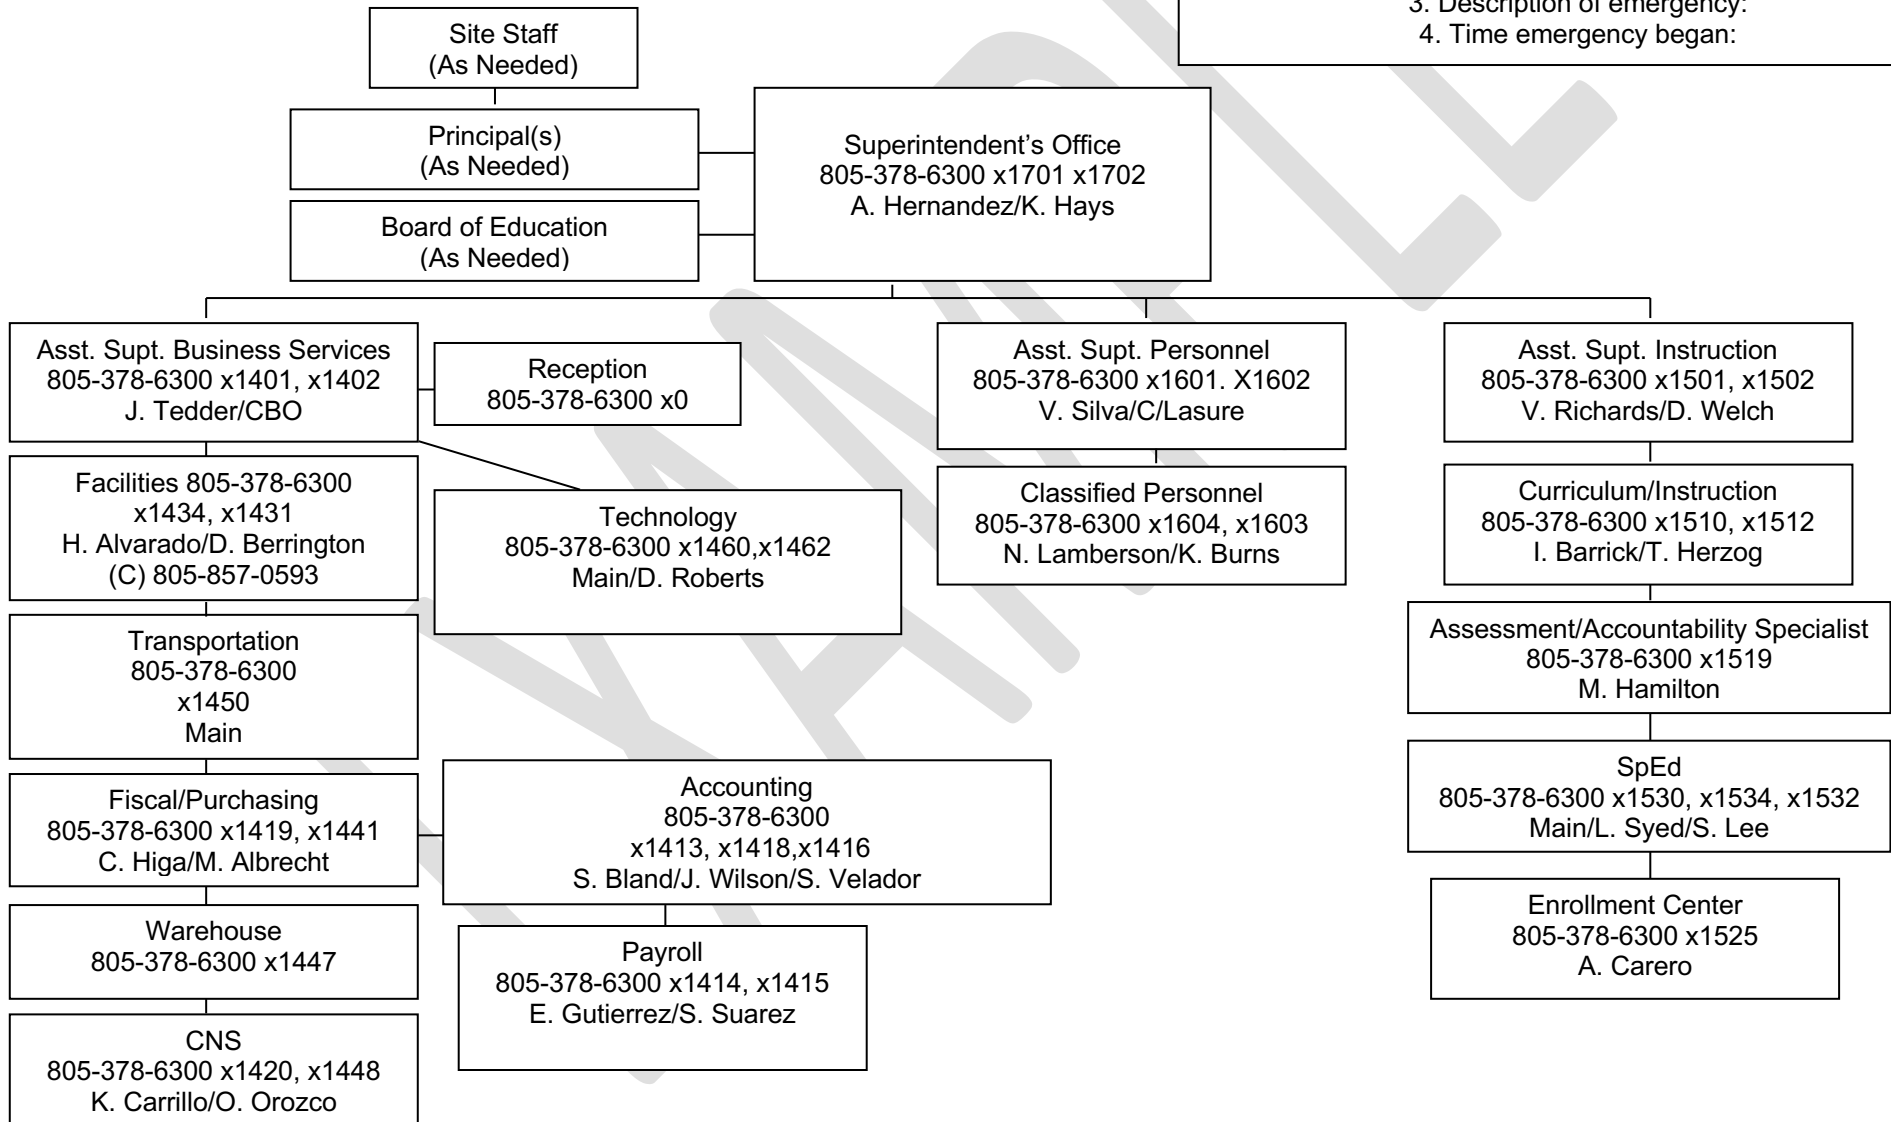 3. Description of emergency:
4. Time emergency began:
Site Staff
(As Needed)
Principal(s)
(As Needed)
Superintendent’s Office
805-378-6300 x1701 x1702
A. Hernandez/K. Hays
Board of Education
(As Needed)
Asst. Supt. Business Services
805-378-6300 x1401, x1402
J. Tedder/CBO
Reception
805-378-6300 x0
Asst. Supt. Personnel
805-378-6300 x1601. X1602
V. Silva/C/Lasure
Asst. Supt. Instruction
805-378-6300 x1501, x1502
V. Richards/D. Welch
Facilities 805-378-6300
x1434, x1431
H. Alvarado/D. Berrington
(C) 805-857-0593
Technology
805-378-6300 x1460,x1462
Main/D. Roberts
Classified Personnel
805-378-6300 x1604, x1603
N. Lamberson/K. Burns
Curriculum/Instruction
805-378-6300 x1510, x1512
I. Barrick/T. Herzog
Transportation
805-378-6300
x1450
Main
Assessment/Accountability Specialist
805-378-6300 x1519
M. Hamilton
Fiscal/Purchasing
805-378-6300 x1419, x1441
C. Higa/M. Albrecht
Accounting
805-378-6300
x1413, x1418,x1416
S. Bland/J. Wilson/S. Velador
SpEd
805-378-6300 x1530, x1534, x1532
Main/L. Syed/S. Lee
Warehouse
805-378-6300 x1447
Payroll
805-378-6300 x1414, x1415
E. Gutierrez/S. Suarez
Enrollment Center
805-378-6300 x1525
A. Carero
CNS
805-378-6300 x1420, x1448
K. Carrillo/O. Orozco